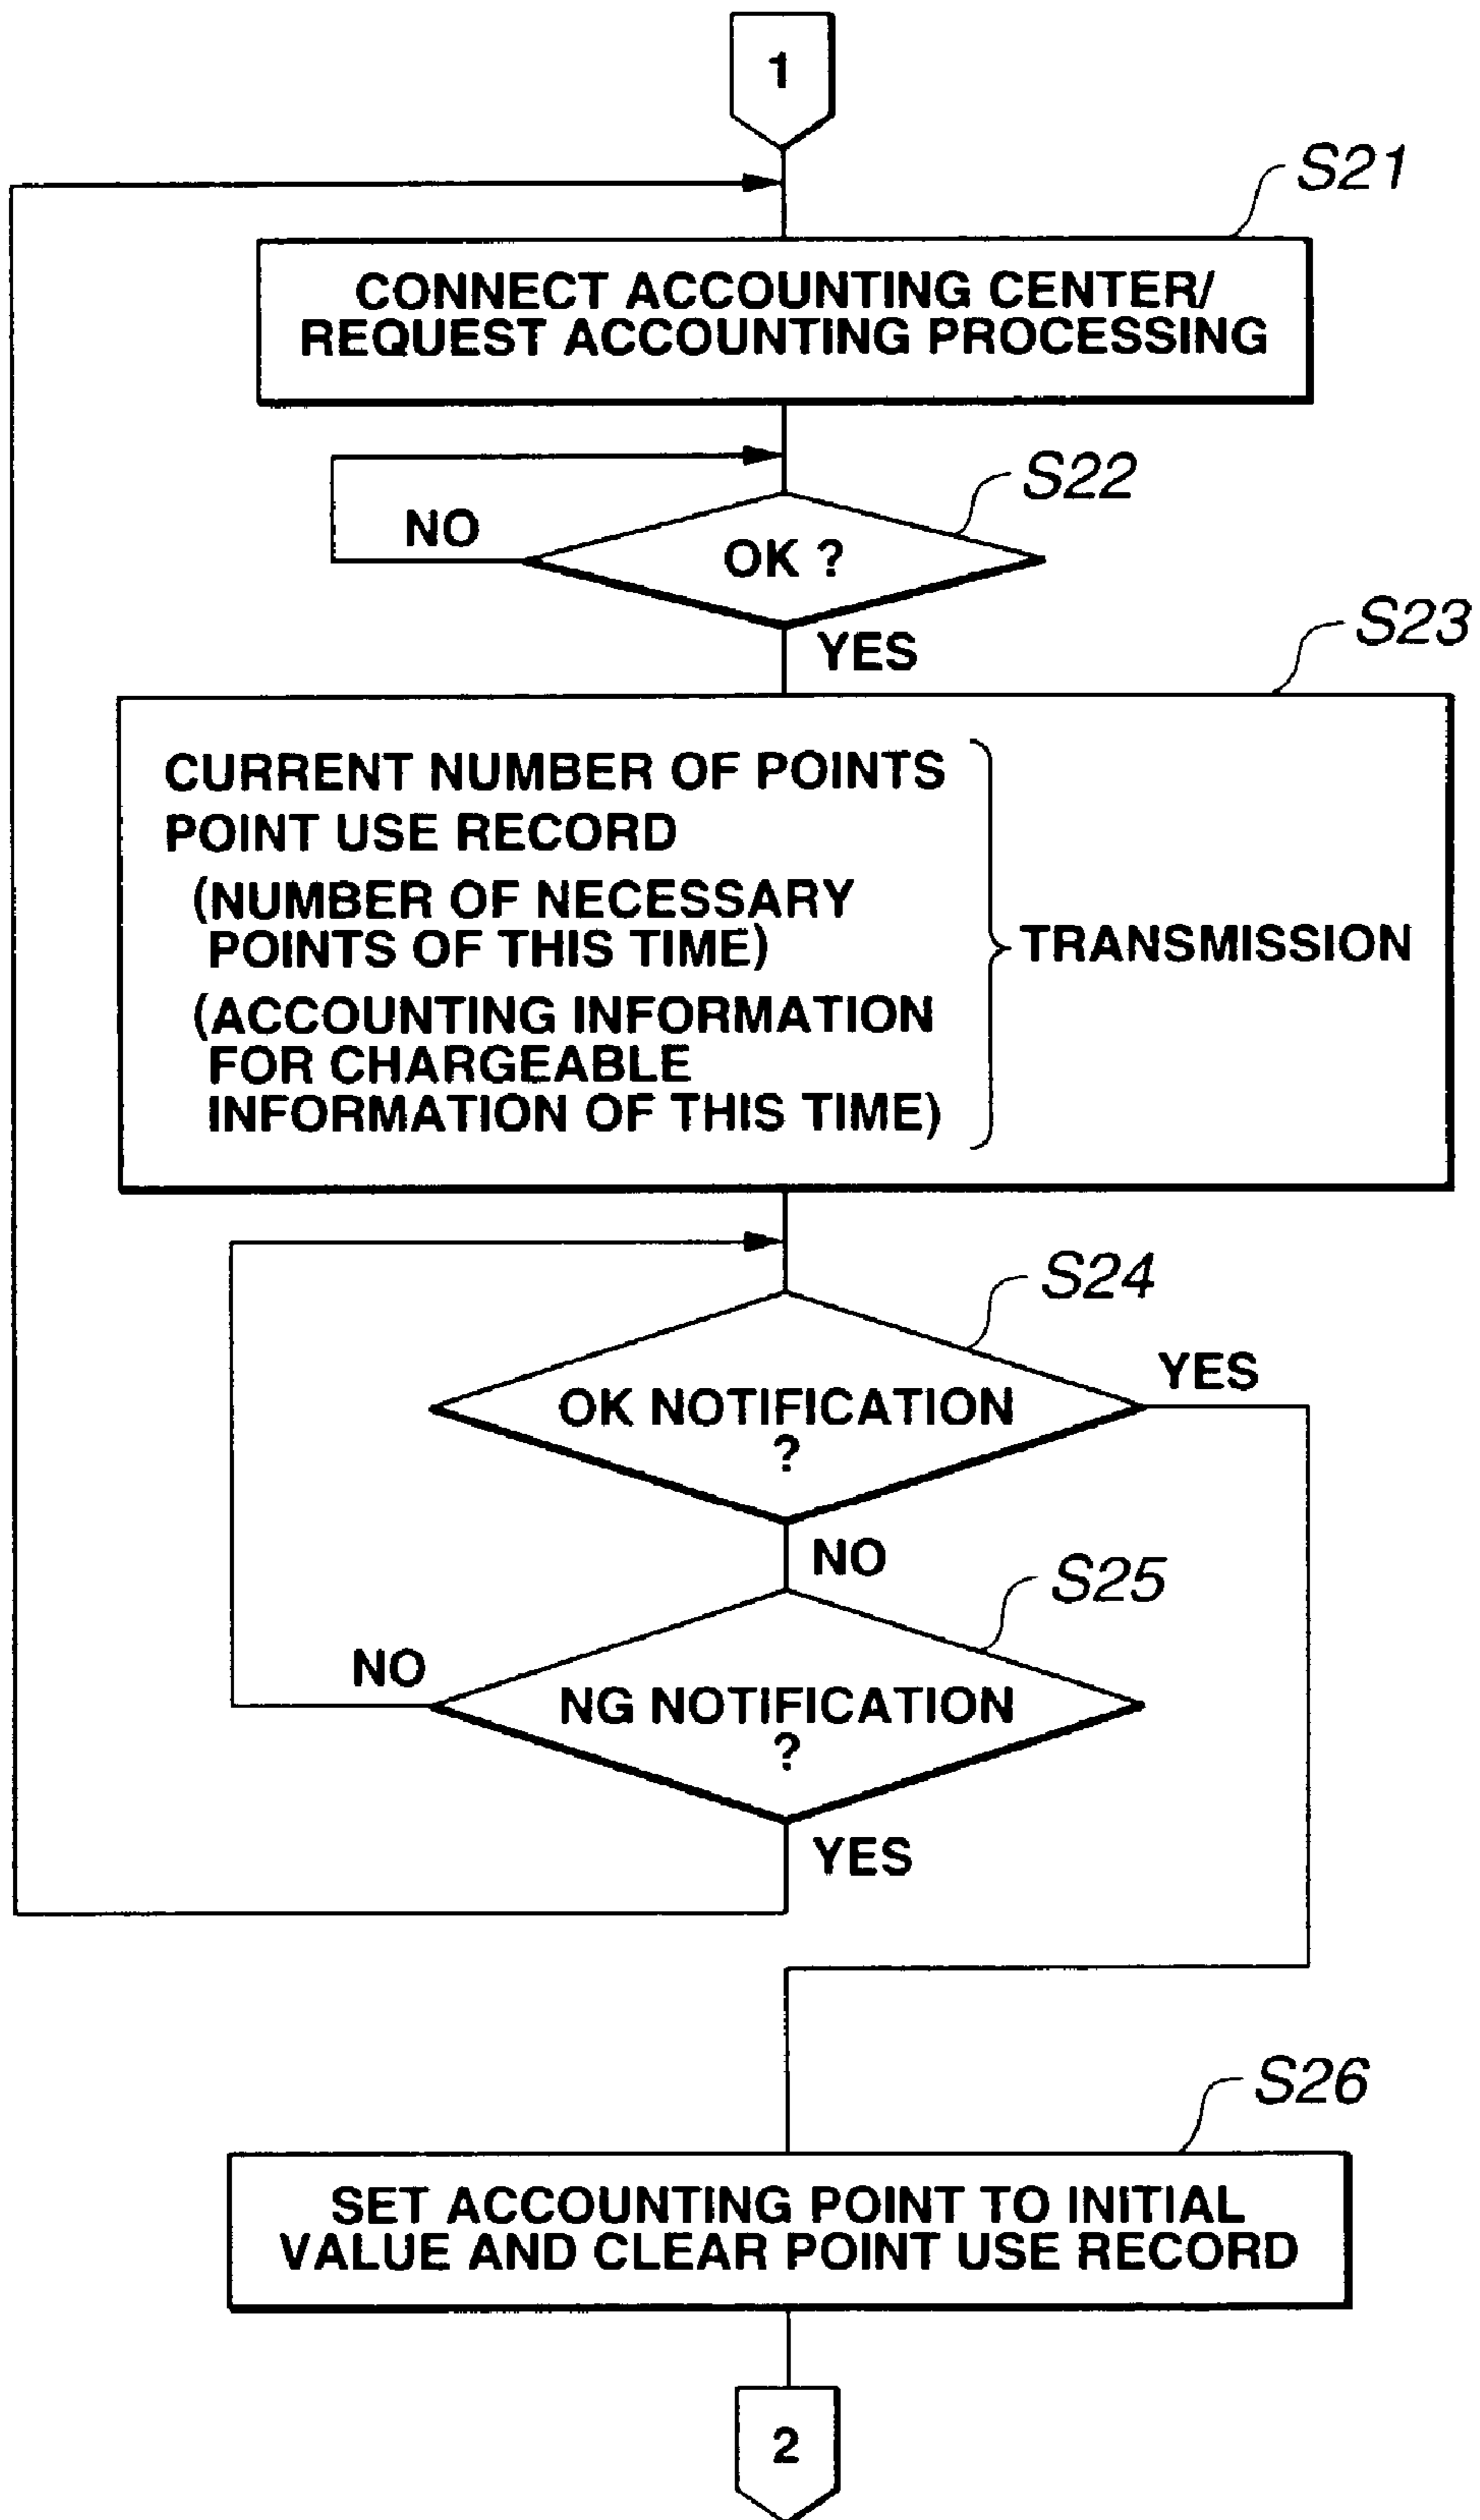 1
S21
CONNECT ACCOUNTING CENTER/
REQUEST ACCOUNTING PROCESSING
S22
NO
OK ?
YES
S23
CURRENT NUMBER OF POINTS
POINT USE RECORD
(NUMBER OF NECESSARY
POINTS OF THIS TIME)
TRANSMISSION
(ACCOUNTING INFORMATION
FOR CHARGEABLE
INFORMATION OF THIS TIME)
S24
YES
OK NOTIFICATION
?
NO
S25
NO
NG NOTIFICATION
?
YES
S26
SET ACCOUNTING POINT TO INITIAL
VALUE AND CLEAR POINT USE RECORD
2